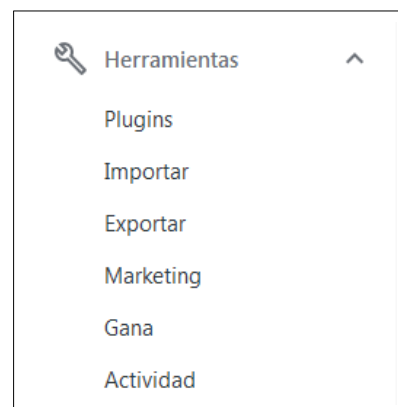 Herramientas
Plugins
Importar
Exportar
Marketing
Gana
Actividad